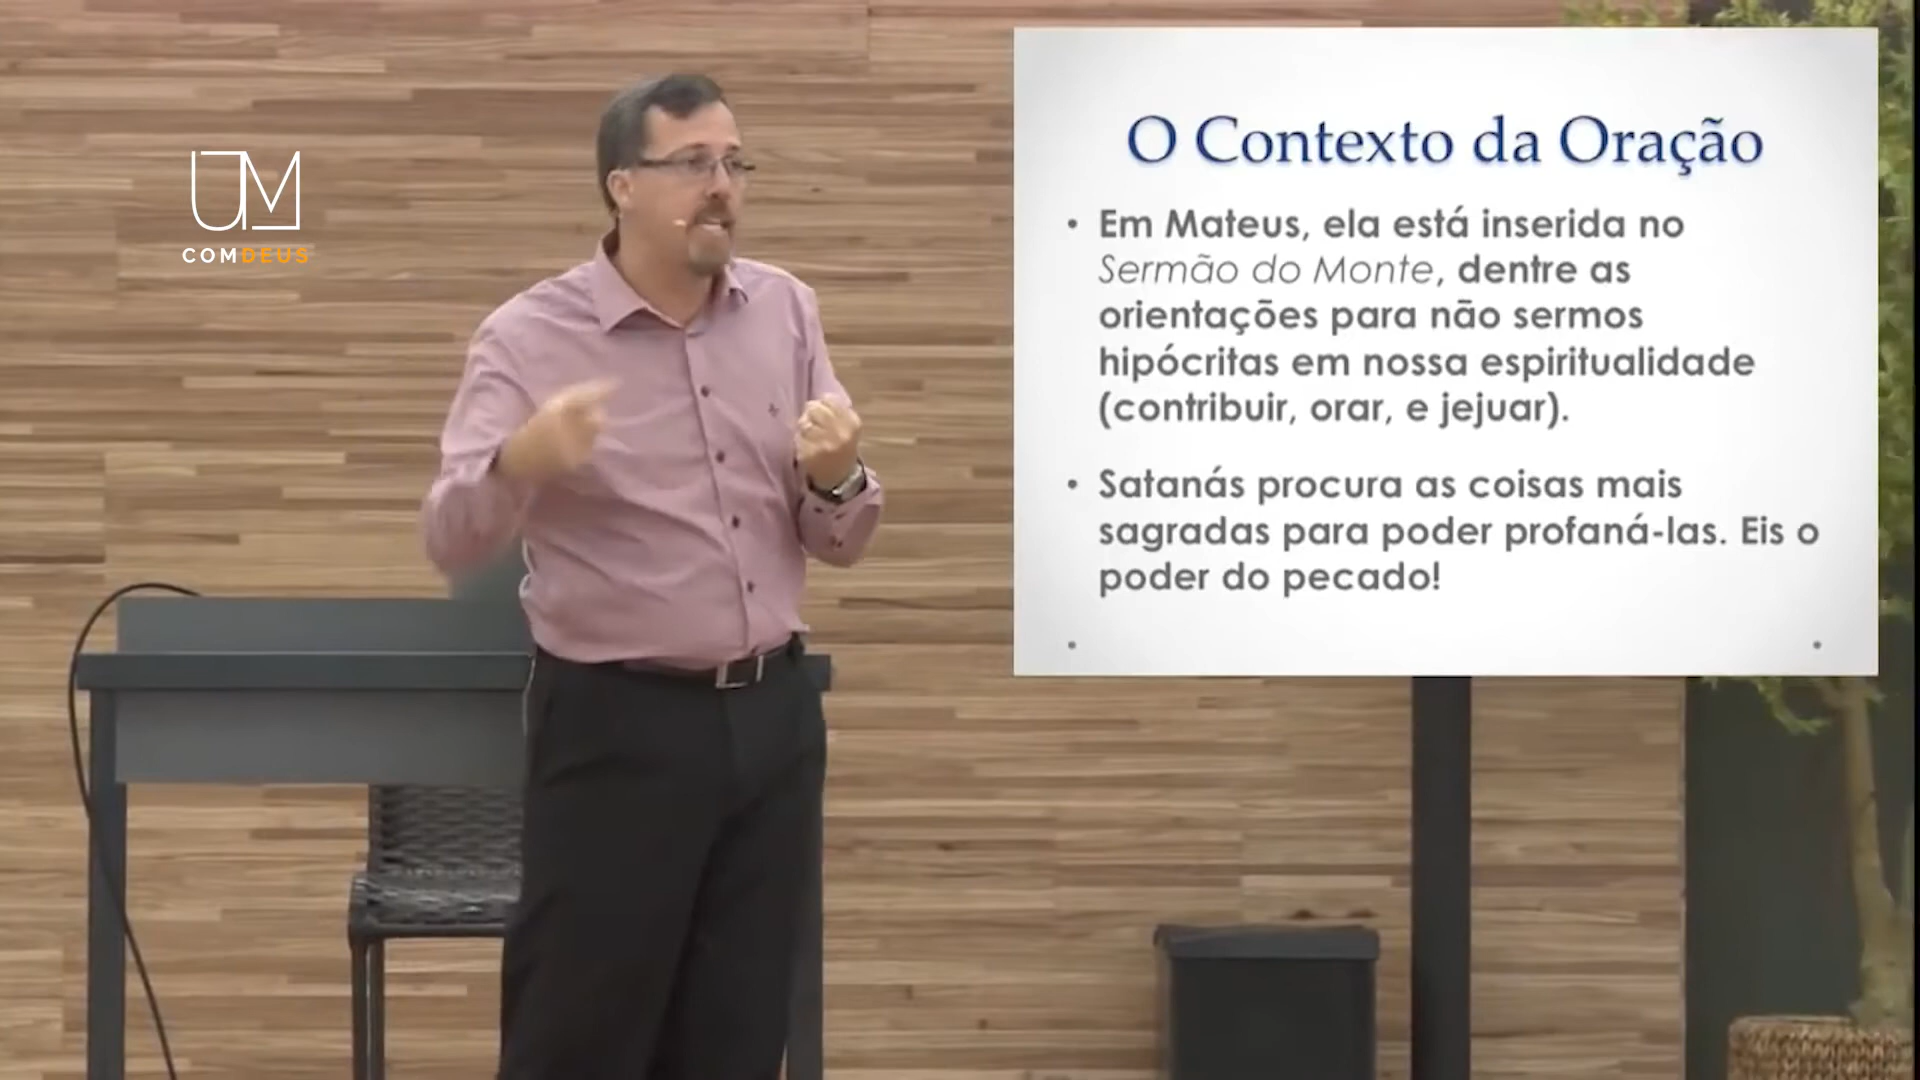 UM
COMDEUS
O Contexto da Oração
• Em Mateus, ela está inserida no
Sermão do Monte, dentre as
orientações para não sermos
hipócritas em nossa espiritualidade
(contribuir, orar, e jejuar).
• Satanás procura as coisas mais
sagradas para poder profaná-las. Eis o
poder do pecado!